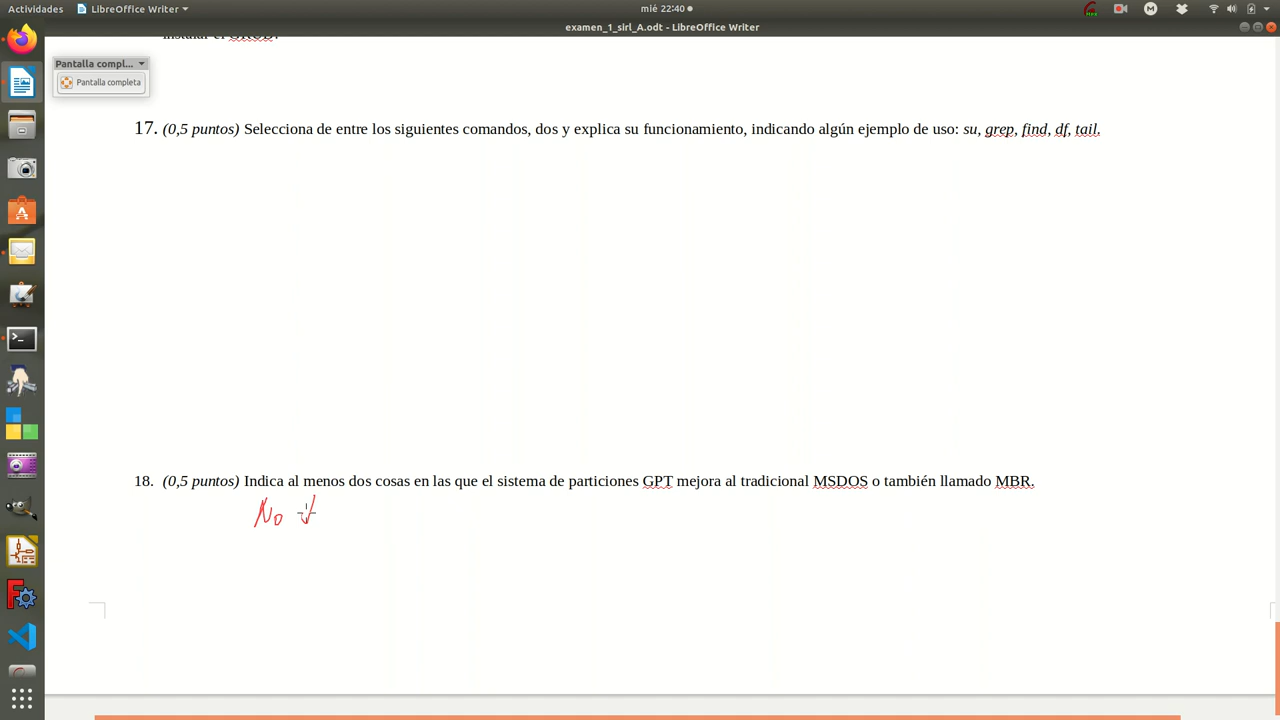 Actividades LibreOffice Writer mié 22:40
examen_1_sirl_A.odt - LibreOffice Writer
instalar el GRUB.
Pantalla compl...
Pantalla completa
17. (0,5 puntos) Selecciona de entre los siguientes comandos, dos y explica su funcionamiento, indicando algún ejemplo de uso: su, grep, find, df, tail.
18. (0,5 puntos) Indica al menos dos cosas en las que el sistema de particiones GPT mejora al tradicional MSDOS o también llamado MBR.
No